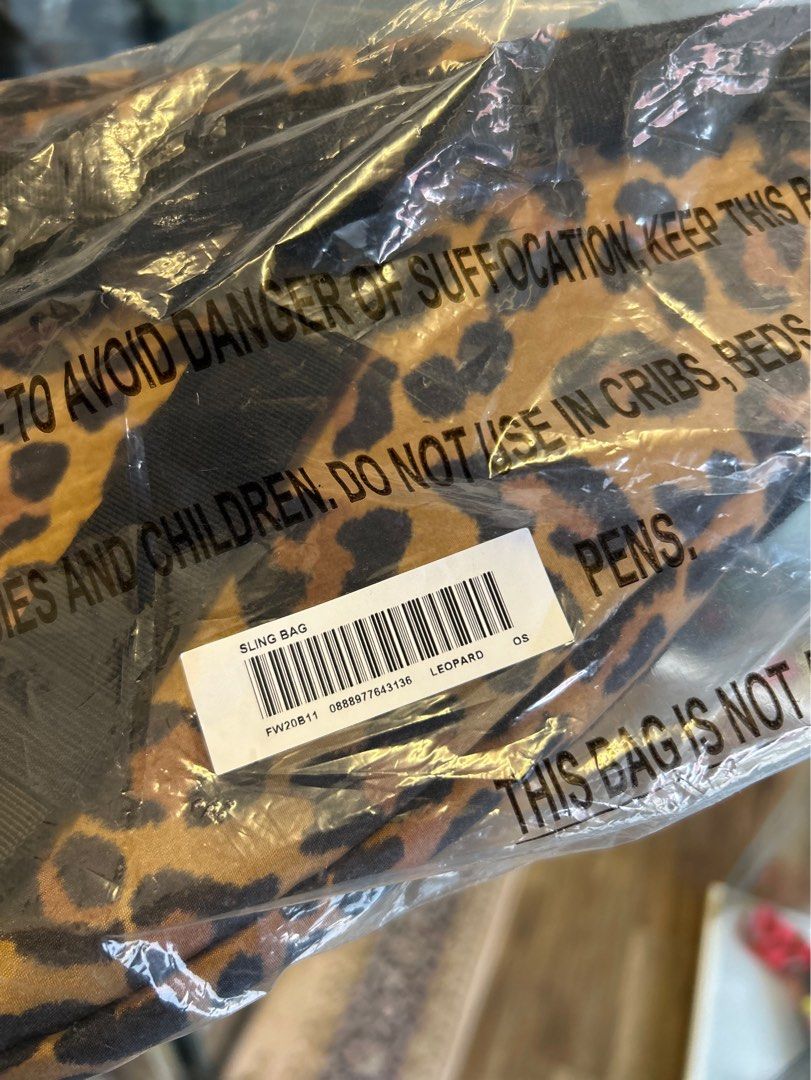 - TO AVOID DANGER OF SUFFOCATION, KEEP THIS
AND CHILDREN. DO NOT USE IN CRIBS, BEDS
PENS.
THIS BAG IS NOT
SLING BAG
FW20B11 0888977643136 LEOPARD OS